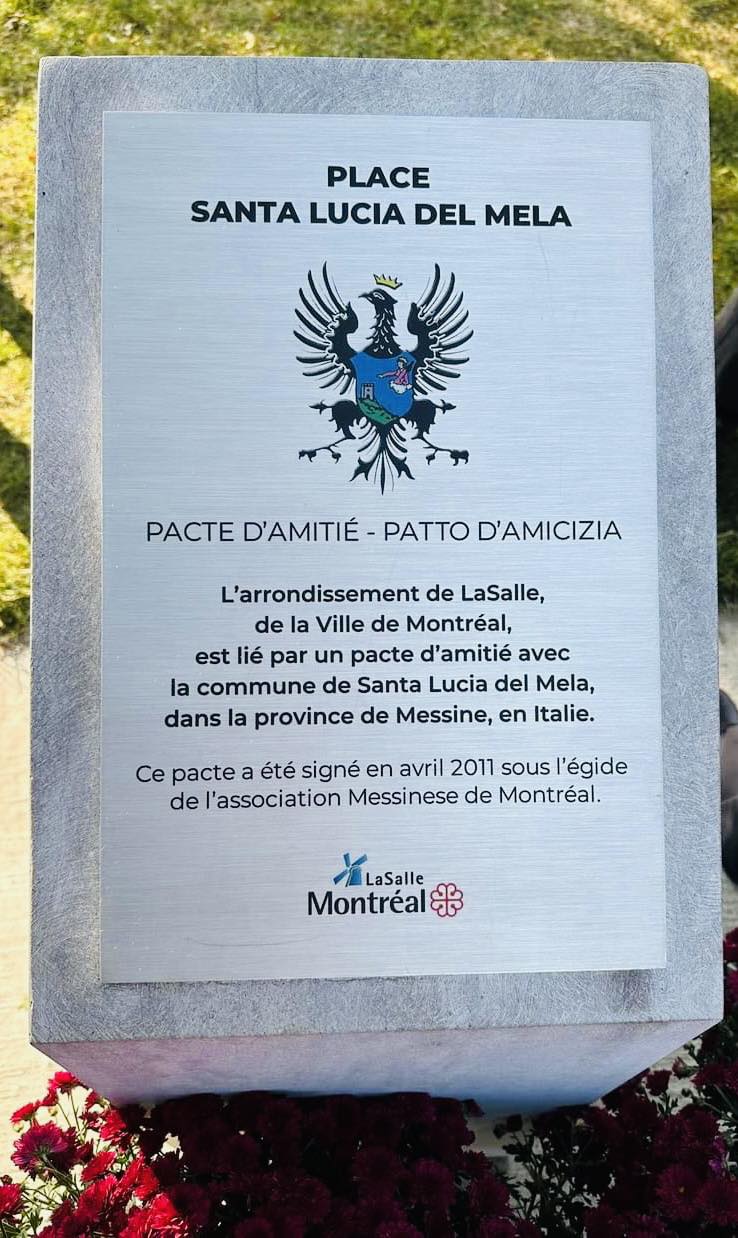 PLACE
SANTA LUCIA DEL MELA
PACTE D'AMITIÉ - PATTO D'AMICIZIA
L'arrondissement de LaSalle,
de la Ville de Montréal,
est lié par un pacte d'amitié avec
la commune de Santa Lucia del Mela,
dans la province de Messine, en Italie.
Ce pacte a été signé en avril 2011 sous l'égide
de l'association Messinese de Montréal.
LaSalle
Montréal